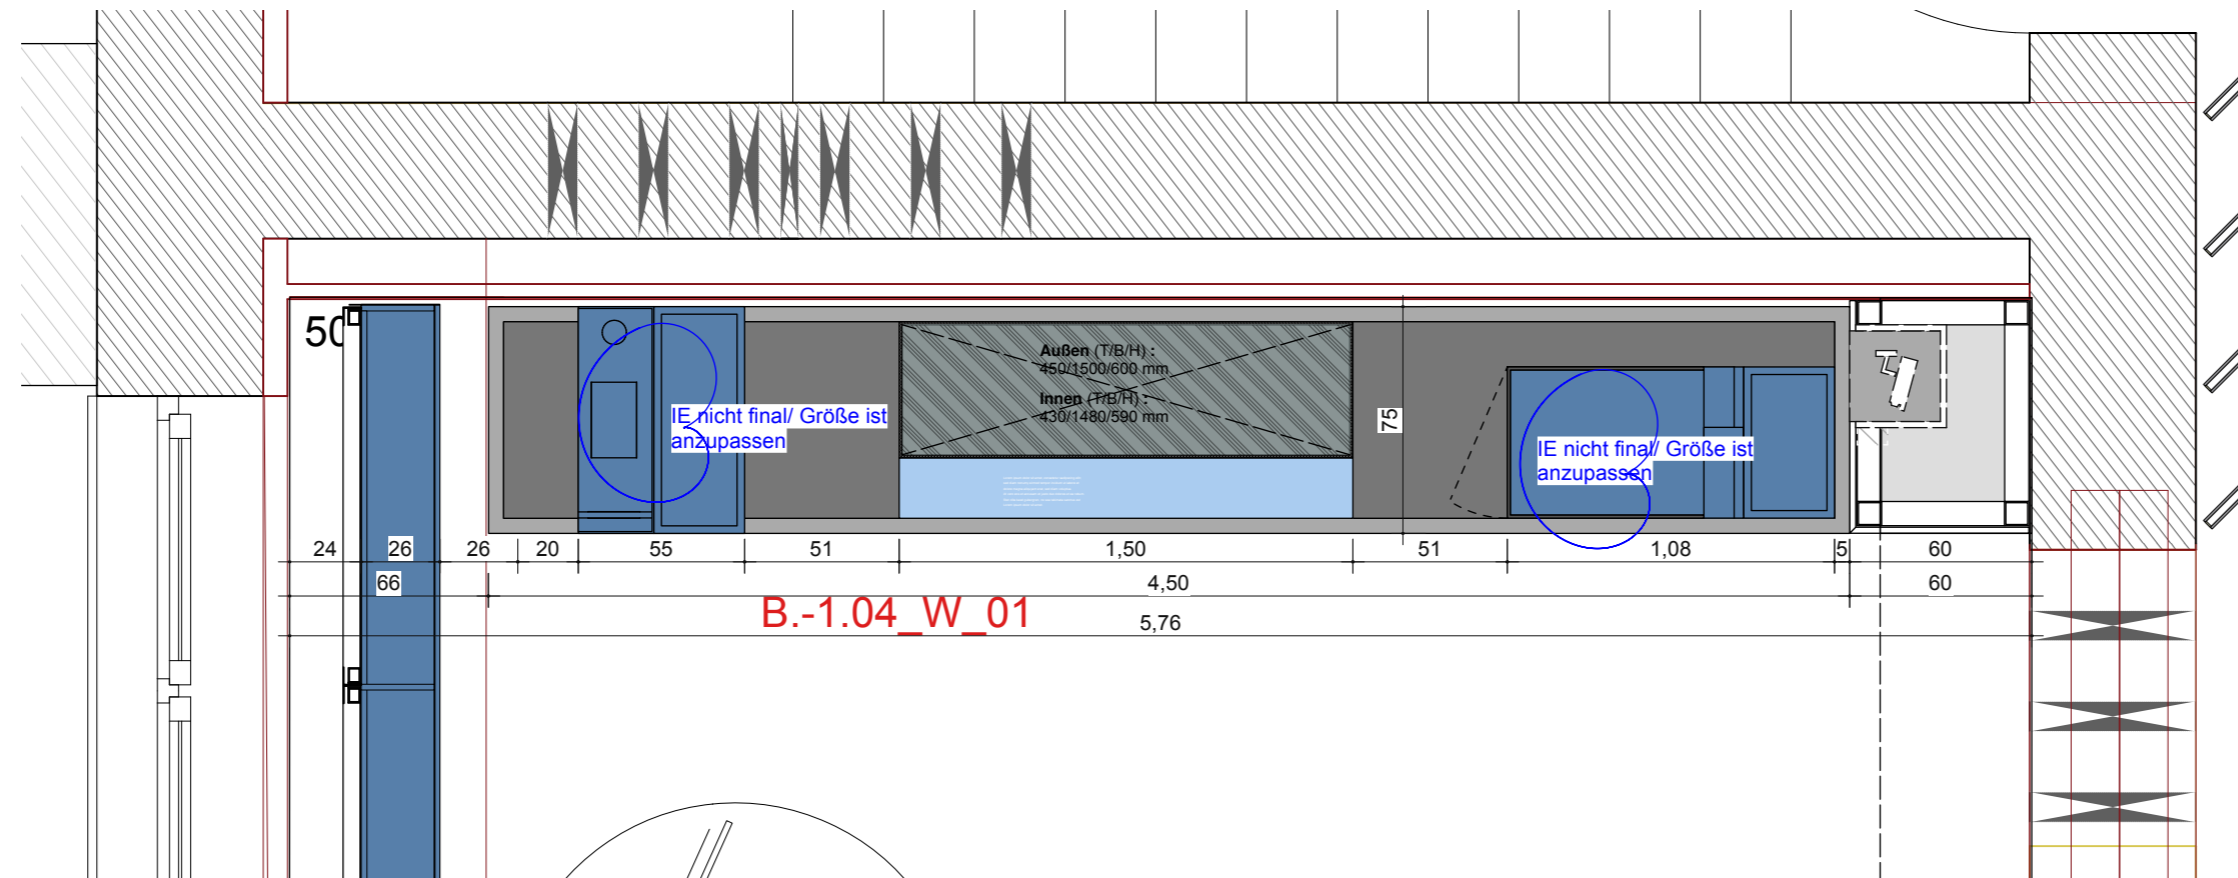 50
Außen (T/B/H) :
450/1500/600 mm
Innen (T/B/H) :
430/1480/590 mm
IE nicht final/ Größe ist
anzupassen
75
IE nicht final/ Größe ist
anzupassen
24 26 26 20 55 51 1,50 51 1,08 5 60
66 4,50 60
B.-1.04_W_01
5,76